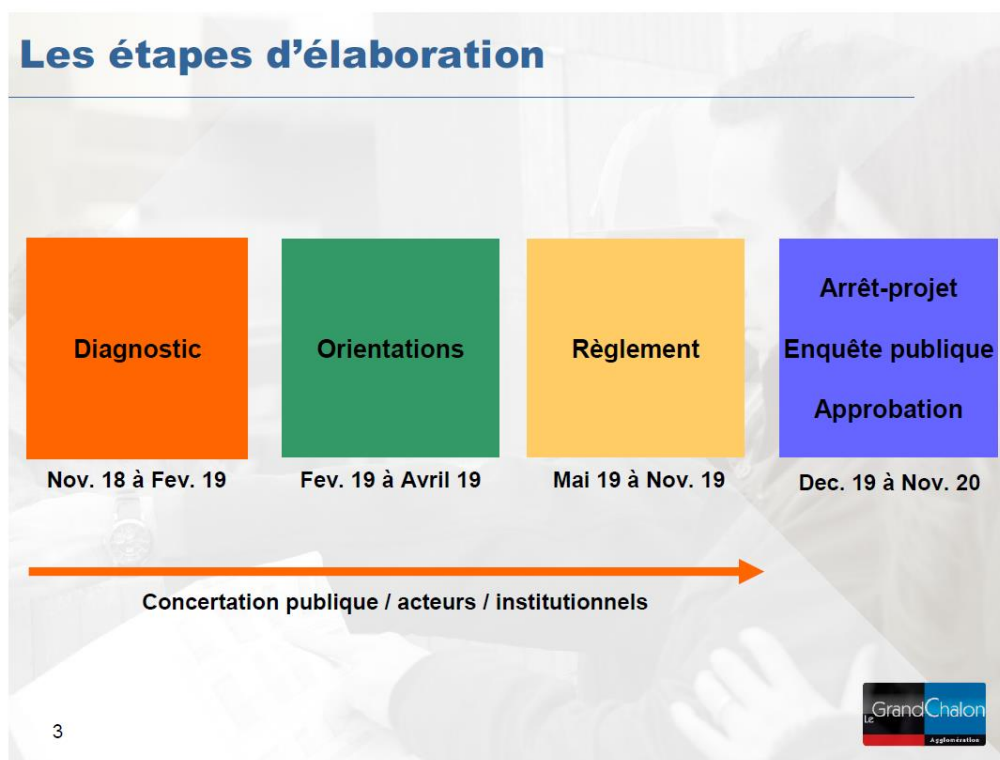 Les étapes d'élaboration
Diagnostic
Orientations
Règlement
Arrêt-projet
Enquête publique
Approbation
Nov. 18 à Fev. 19
Fev. 19 à Avril 19
Mai 19 à Nov. 19
Dec. 19 à Nov. 20
Concertation publique / acteurs / institutionnels
3
Le GrandChalon
Agglomération